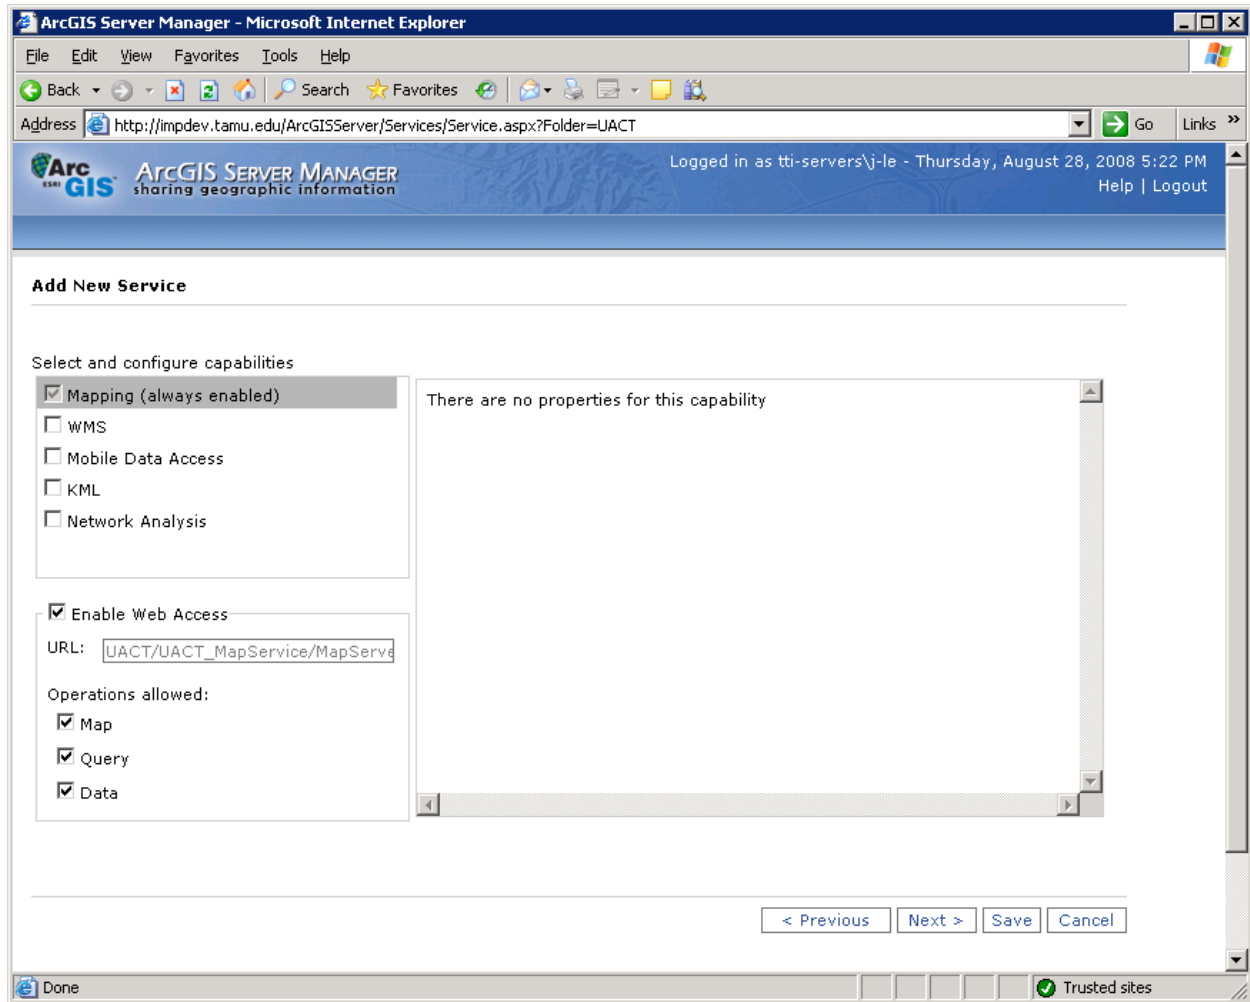 ArcGIS Server Manager - Microsoft Internet Explorer
File Edit View Favorites Tools Help
Back Search Favorites
Address http://impdev.tamu.edu/ArcGISServer/Services/Service.aspx?Folder=UACT Go Links »
Arc ArcGIS Server Manager Logged in as tti-servers\j-le - Thursday, August 28, 2008 5:22 PM
ESRI GIS sharing geographic information Help | Logout
Add New Service
Select and configure capabilities
Mapping (always enabled) There are no properties for this capability
WMS
Mobile Data Access
KML
Network Analysis
Enable Web Access
URL: UACT/UACT_MapService/MapServe
Operations allowed:
Map
Query
Data
< Previous Next > Save Cancel
Done Trusted sites